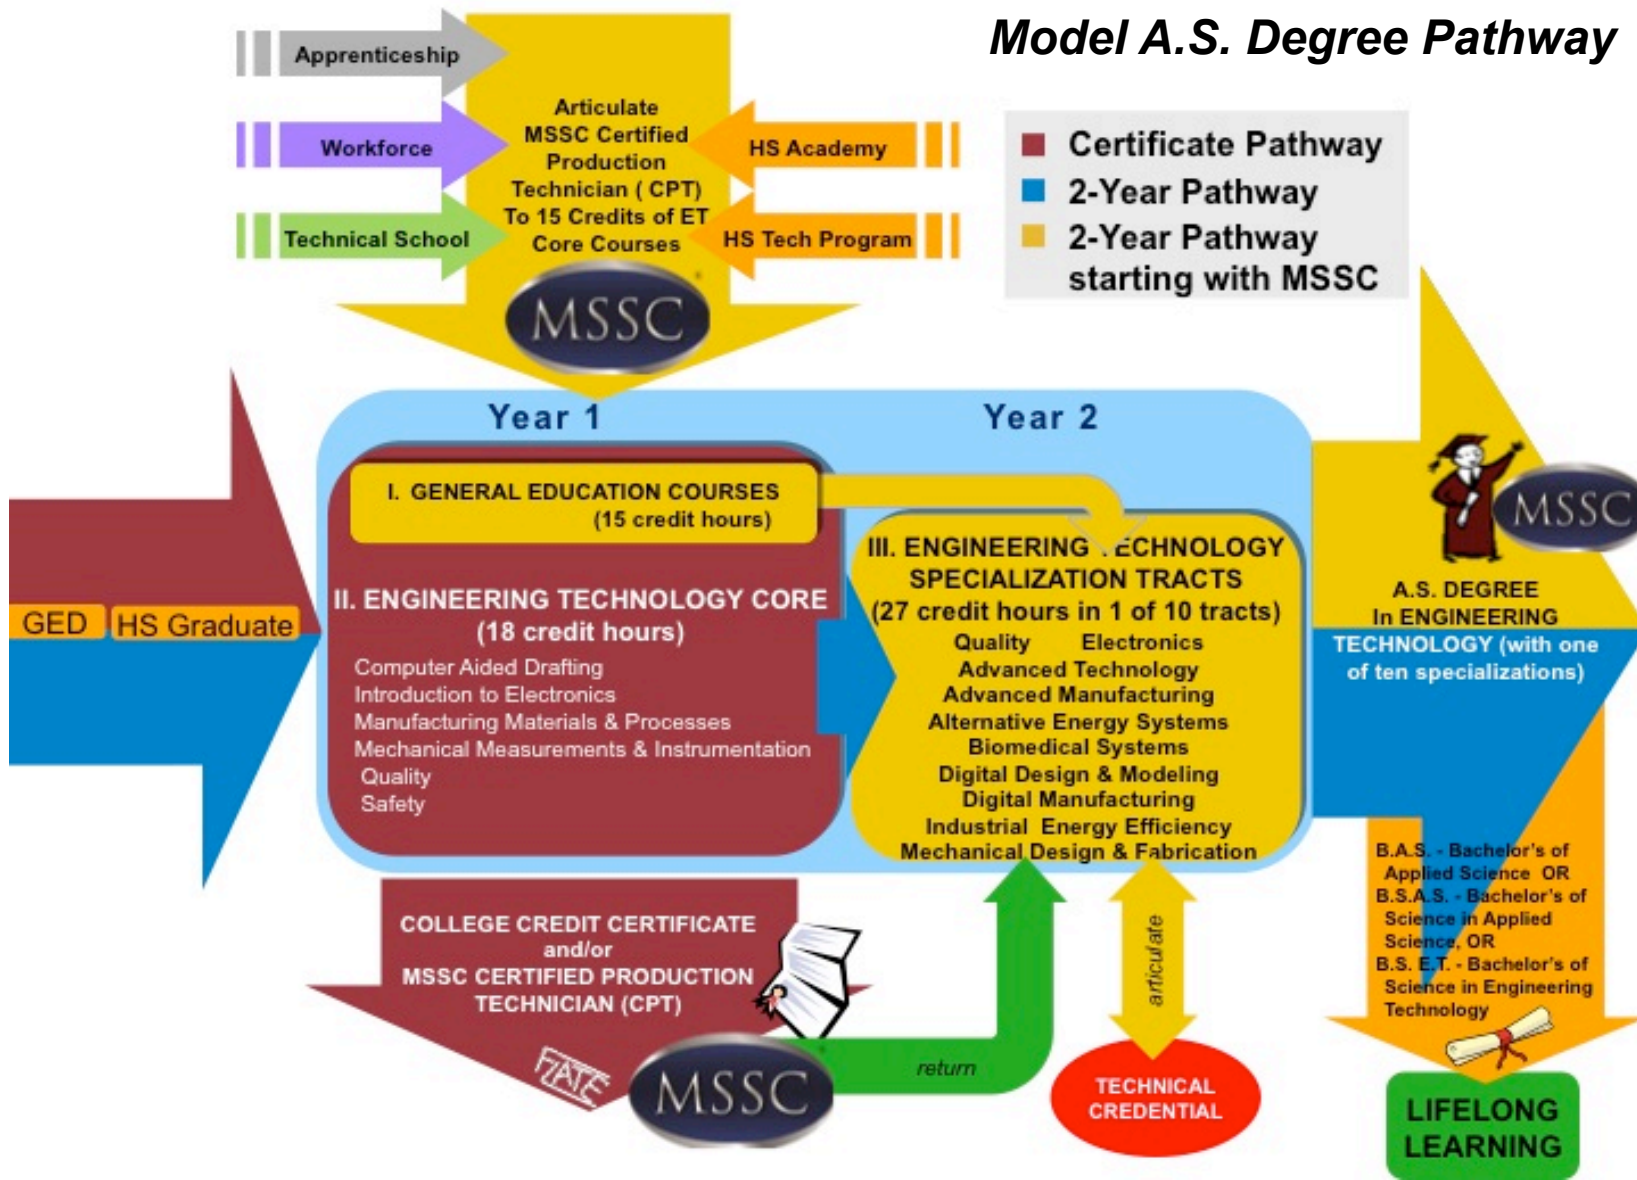 Model A.S. Degree Pathway
Apprenticeship
Workforce
Technical School
Articulate
MSSC Certified
Production
Technician ( CPT)
To 15 Credits of ET
Core Courses
HS Academy
HS Tech Program
MSSC
Certificate Pathway
2-Year Pathway
2-Year Pathway
starting with MSSC
Year 1
Year 2
GED
HS Graduate
I. GENERAL EDUCATION COURSES
(15 credit hours)
II. ENGINEERING TECHNOLOGY CORE
(18 credit hours)
Computer Aided Drafting
Introduction to Electronics
Manufacturing Materials & Processes
Mechanical Measurements & Instrumentation
Quality
Safety
III. ENGINEERING TECHNOLOGY
SPECIALIZATION TRACTS
(27 credit hours in 1 of 10 tracts)
Quality Electronics
Advanced Technology
Advanced Manufacturing
Alternative Energy Systems
Biomedical Systems
Digital Design & Modeling
Digital Manufacturing
Industrial Energy Efficiency
Mechanical Design & Fabrication
MSSC
A.S. DEGREE
In ENGINEERING
TECHNOLOGY (with one
of ten specializations)
B.A.S. - Bachelor's of
Applied Science OR
B.S.A.S. - Bachelor's of
Science in Applied
Science, OR
B.S. E.T. - Bachelor's of
Science in Engineering
Technology
LIFELONG
LEARNING
COLLEGE CREDIT CERTIFICATE
and/or
MSSC CERTIFIED PRODUCTION
TECHNICIAN (CPT)
FLATE
MSSC
return
articulate
TECHNICAL
CREDENTIAL